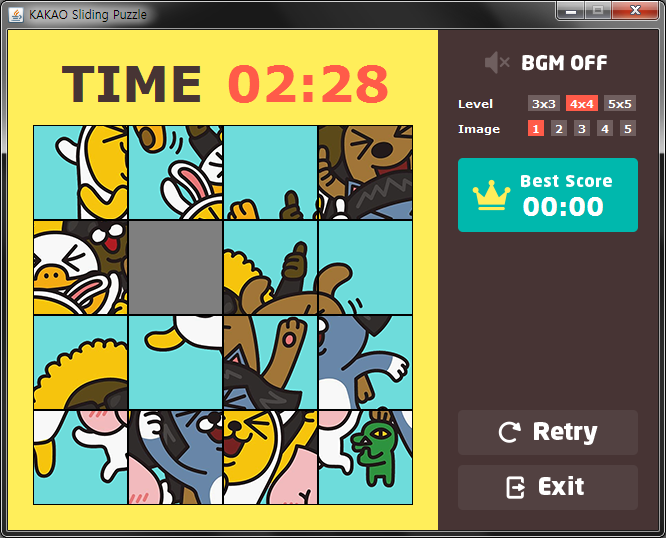 KAKAO Sliding Puzzle
TIME 02:28
BGM OFF
Level 3x3 4x4 5x5
Image 1 2 3 4 5
Best Score
00:00
Retry
Exit